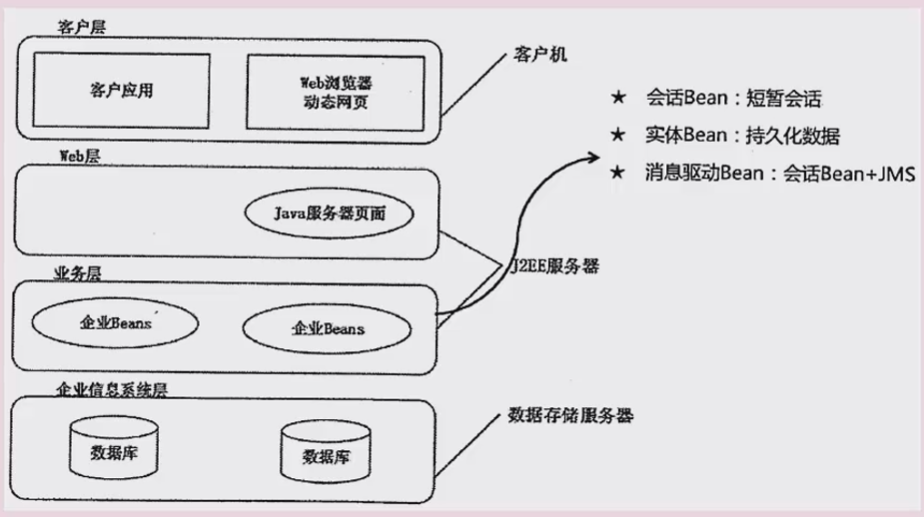 客户层
客户应用
Web浏览器
动态网页
客户机
★ 会话Bean：短暂会话
★ 实体Bean：持久化数据
★ 消息驱动Bean：会话Bean+JMS
Web层
Java服务器页面
J2EE服务器
业务层
企业Beans
企业Beans
企业信息系统层
数据库
数据库
数据存储服务器